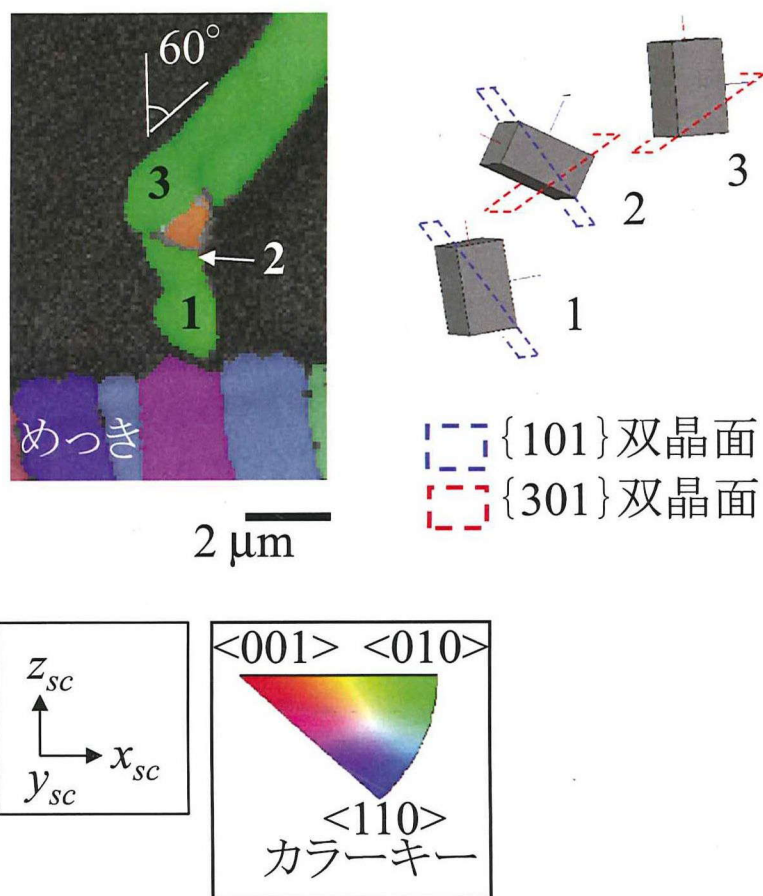 60°
3
2
1
めっき
2 μm
3
2
1
{101}双晶面
{301}双晶面
z_sc
x_sc
y_sc
<001> <010>
<110>
カラーキー